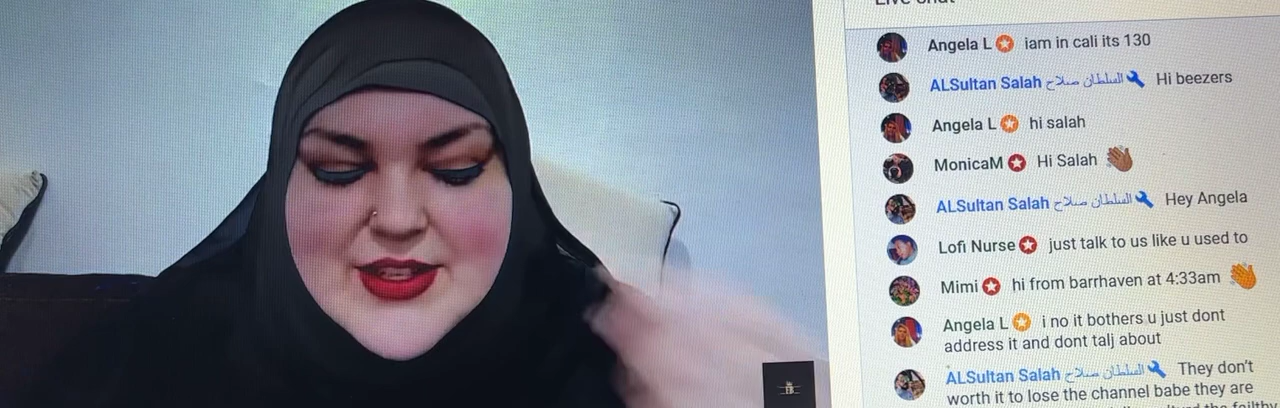 Live chat
Angela L iam in cali its 130
ALSultan Salah السلطان صلاح Hi beezers
Angela L hi salah
MonicaM Hi Salah 👋🏽
ALSultan Salah السلطان صلاح Hey Angela
Lofi Nurse just talk to us like u used to
Mimi hi from barrhaven at 4:33am 👋
Angela L i no it bothers u just dont
address it and dont talj about
ALSultan Salah السلطان صلاح They don't
worth it to lose the channel babe they are
the